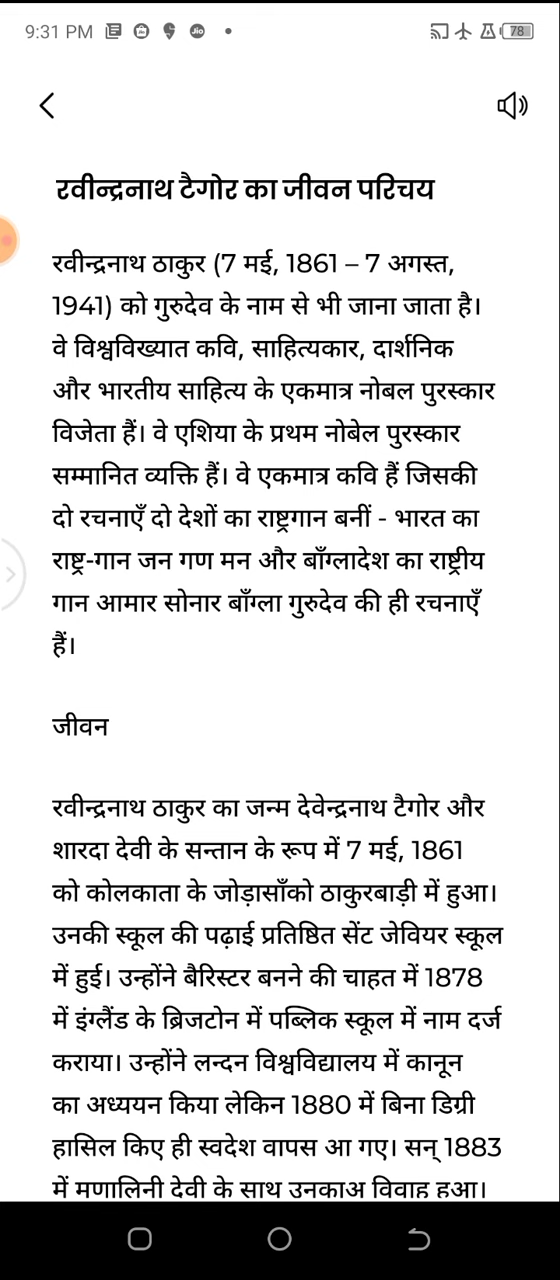 9:31 PM
Jio
78
रवीन्द्रनाथ टैगोर का जीवन परिचय
रवीन्द्रनाथ ठाकुर (7 मई, 1861 – 7 अगस्त,
1941) को गुरुदेव के नाम से भी जाना जाता है।
वे विश्वविख्यात कवि, साहित्यकार, दार्शनिक
और भारतीय साहित्य के एकमात्र नोबल पुरस्कार
विजेता हैं। वे एशिया के प्रथम नोबेल पुरस्कार
सम्मानित व्यक्ति हैं। वे एकमात्र कवि हैं जिसकी
दो रचनाएँ दो देशों का राष्ट्रगान बनीं - भारत का
राष्ट्र-गान जन गण मन और बाँग्लादेश का राष्ट्रीय
गान आमार सोनार बाँग्ला गुरुदेव की ही रचनाएँ
हैं।
जीवन
रवीन्द्रनाथ ठाकुर का जन्म देवेन्द्रनाथ टैगोर और
शारदा देवी के सन्तान के रूप में 7 मई, 1861
को कोलकाता के जोड़ासाँको ठाकुरबाड़ी में हुआ।
उनकी स्कूल की पढ़ाई प्रतिष्ठित सेंट जेवियर स्कूल
में हुई। उन्होंने बैरिस्टर बनने की चाहत में 1878
में इंग्लैंड के ब्रिजटोन में पब्लिक स्कूल में नाम दर्ज
कराया। उन्होंने लन्दन विश्वविद्यालय में कानून
का अध्ययन किया लेकिन 1880 में बिना डिग्री
हासिल किए ही स्वदेश वापस आ गए। सन् 1883
में मृणालिनी देवी के साथ उनकाअ विवाह हुआ।